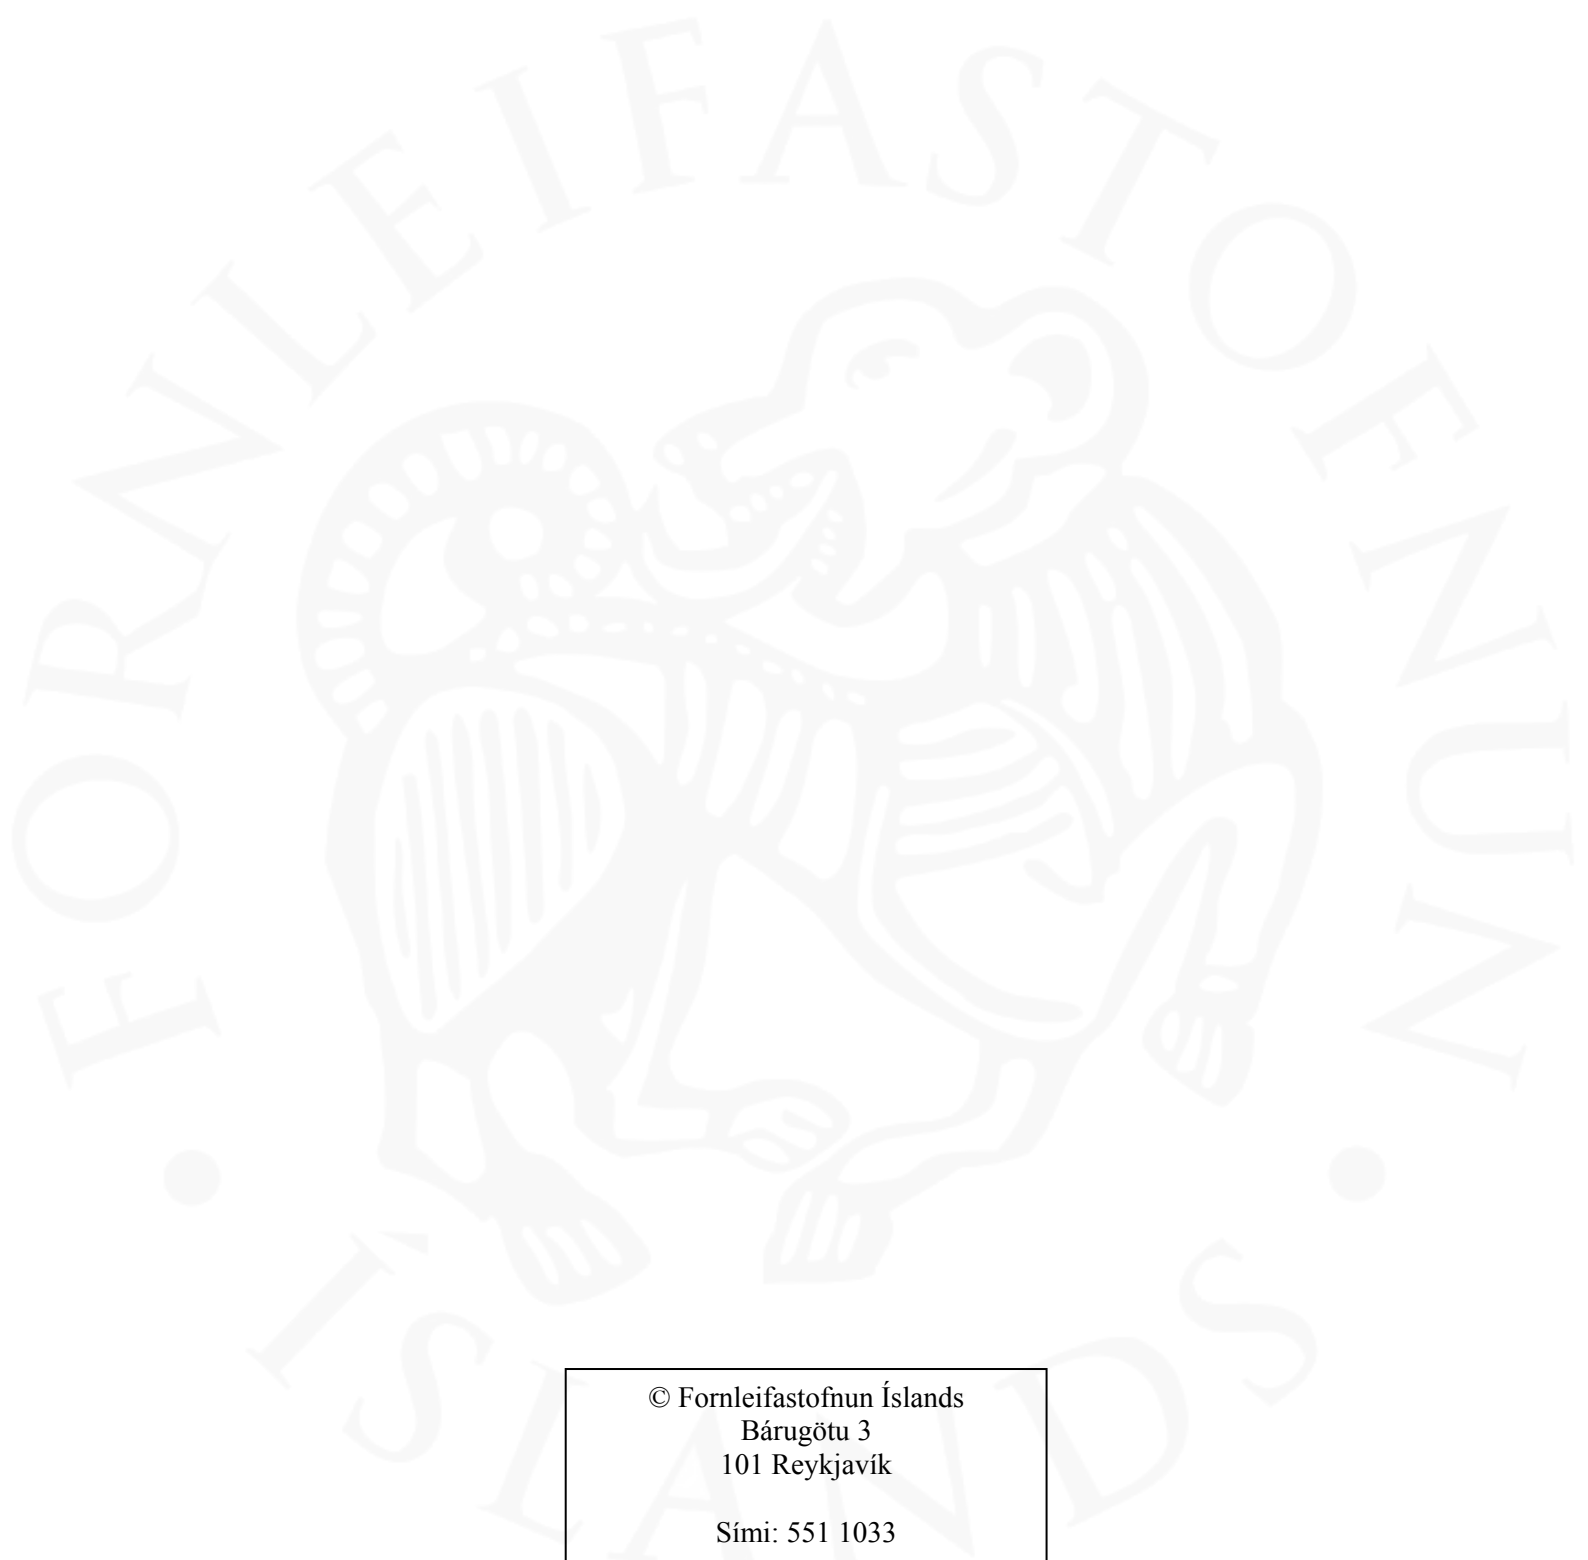 FORNLEIFASTOFNUN
ÍSLANDS
© Fornleifastofnun Íslands
Bárugötu 3
101 Reykjavík
Sími: 551 1033